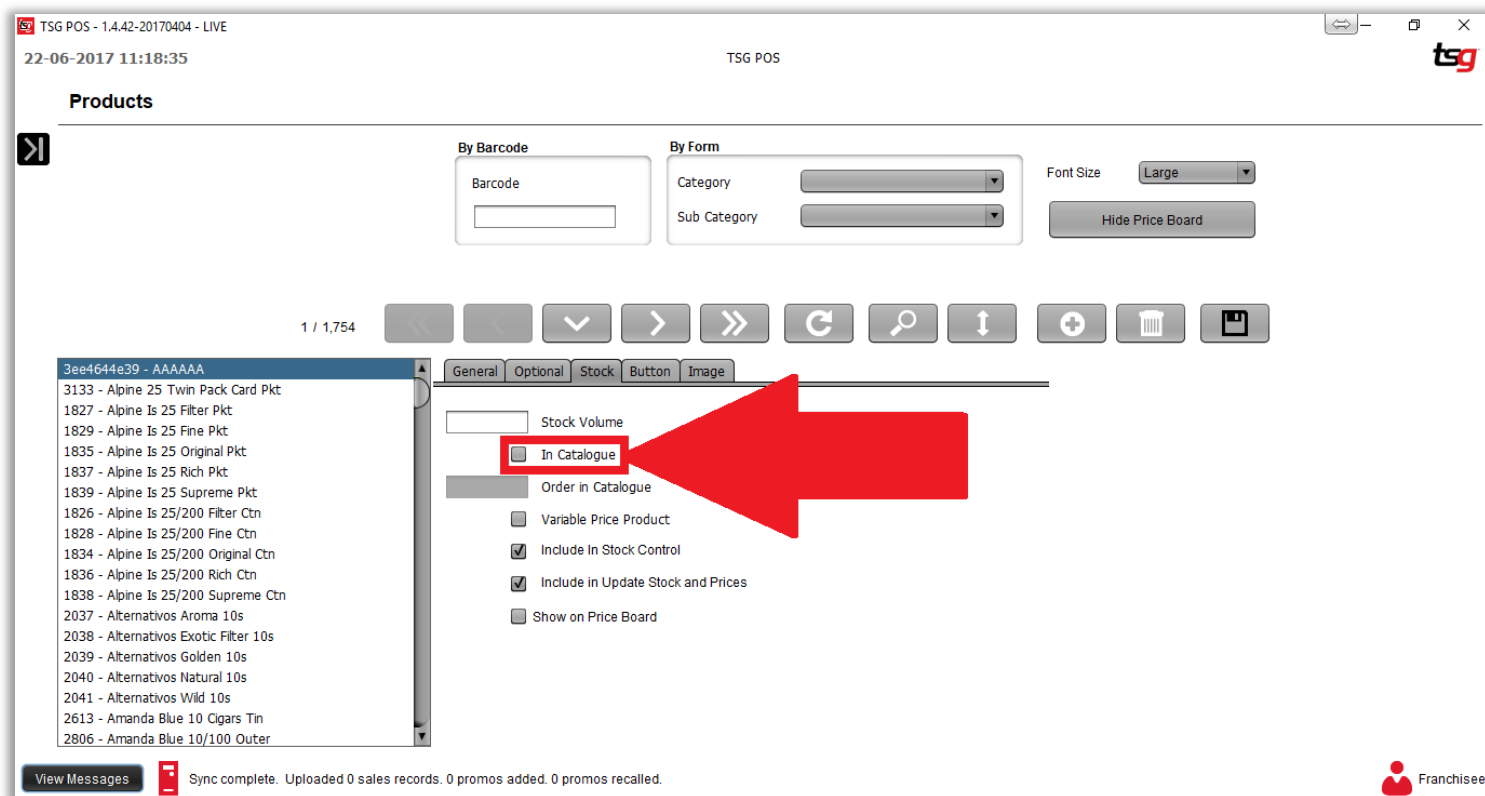 TSG POS - 1.4.42-20170404 - LIVE
22-06-2017 11:18:35
TSG POS
tsg
Products
By Barcode
By Form
Barcode
Category
Sub Category
Font Size
Large
Hide Price Board
1 / 1,754
3ee4644e39 - AAAAAA
3133 - Alpine 25 Twin Pack Card Pkt
1827 - Alpine Is 25 Filter Pkt
1829 - Alpine Is 25 Fine Pkt
1835 - Alpine Is 25 Original Pkt
1837 - Alpine Is 25 Rich Pkt
1839 - Alpine Is 25 Supreme Pkt
1826 - Alpine Is 25/200 Filter Ctn
1828 - Alpine Is 25/200 Fine Ctn
1834 - Alpine Is 25/200 Original Ctn
1836 - Alpine Is 25/200 Rich Ctn
1838 - Alpine Is 25/200 Supreme Ctn
2037 - Alternativos Aroma 10s
2038 - Alternativos Exotic Filter 10s
2039 - Alternativos Golden 10s
2040 - Alternativos Natural 10s
2041 - Alternativos Wild 10s
2613 - Amanda Blue 10 Cigars Tin
2806 - Amanda Blue 10/100 Outer
General Optional Stock Button Image
Stock Volume
In Catalogue
Order in Catalogue
Variable Price Product
Include In Stock Control
Include in Update Stock and Prices
Show on Price Board
View Messages
Sync complete. Uploaded 0 sales records. 0 promos added. 0 promos recalled.
Franchisee